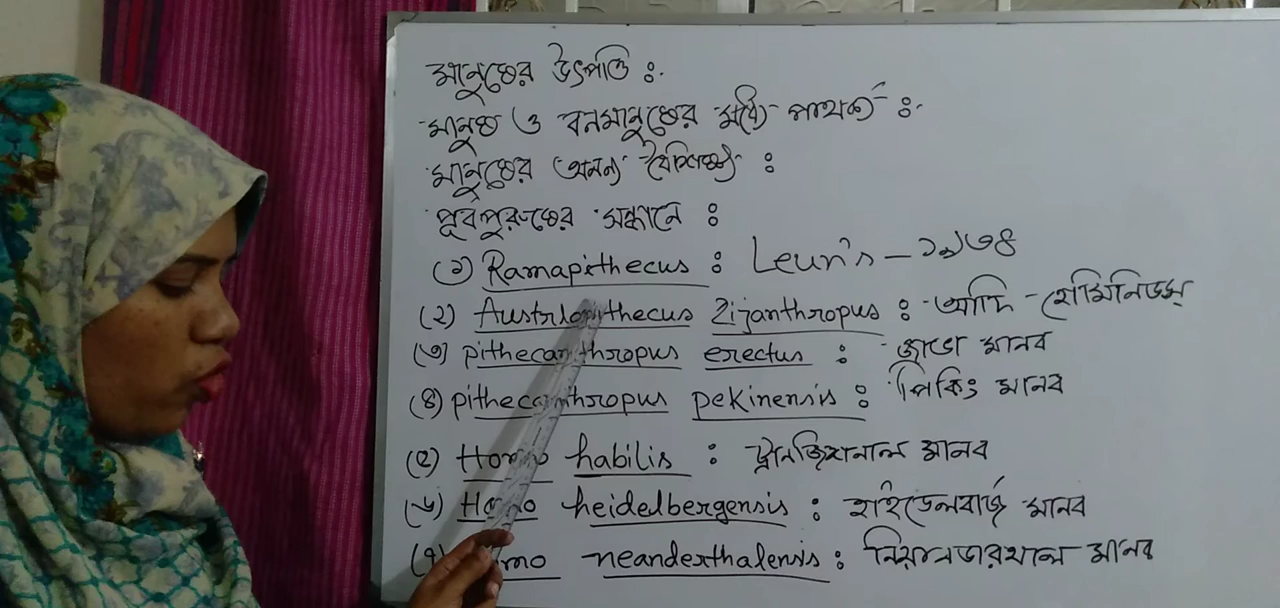 মানুষের উৎপত্তি :
মানুষ ও বনমানুষের মধ্যে পার্থক্য :
মানুষের অনন্য বৈশিষ্ট্য :
পূর্বপুরুষের সন্ধানে :
(১) Ramapithecus : Lewis - ১৯৩৪
(২) Australopithecus Zijanthropus : আদি - হোমিনিডস্
(৩) pithecanthropus erectus : জাভা মানব
(৪) pithecanthropus pekinensis : পিকিং মানব
(৫) Homo habilis : ট্রানজিশনাল মানব
(৬) Homo heidelbergensis : হাইডেলবার্জ মানব
(৭) Homo neanderthalensis : নিয়ানডারথাল মানব